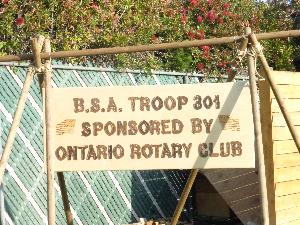 B.S.A. TROOP 301
SPONSORED BY
ONTARIO ROTARY CLUB